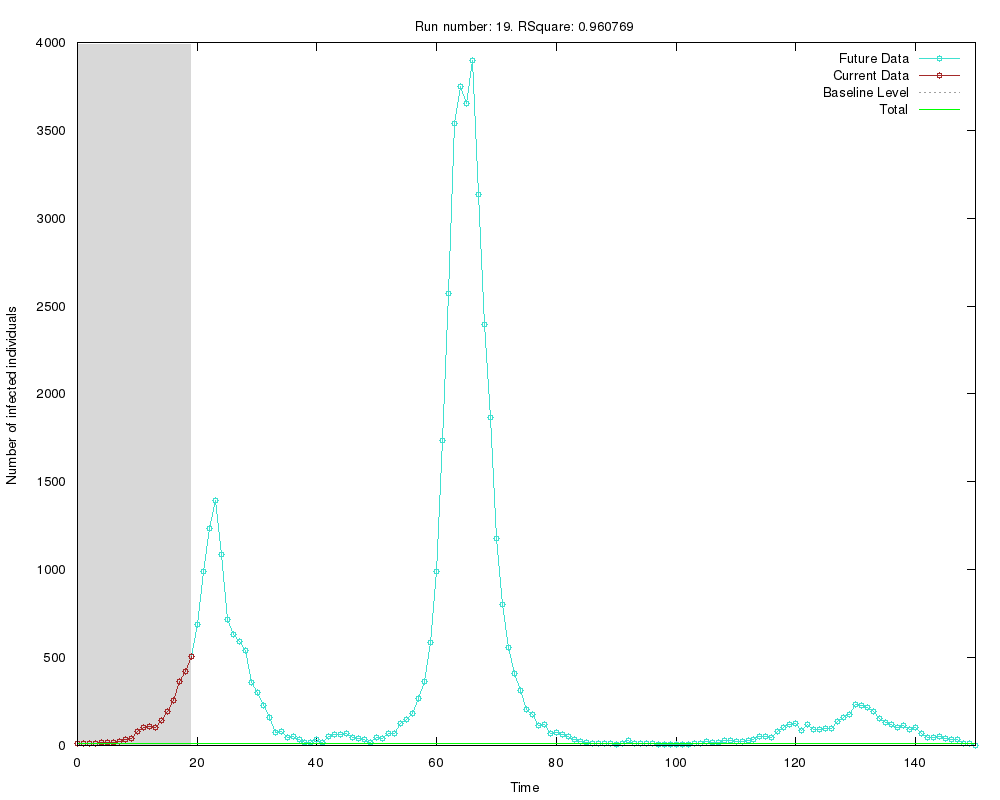 Run number: 19. RSquare: 0.960769
Future Data
Current Data
Baseline Level
Total
Number of infected individuals
4000
3500
3000
2500
2000
1500
1000
500
0
0 20 40 60 80 100 120 140
Time